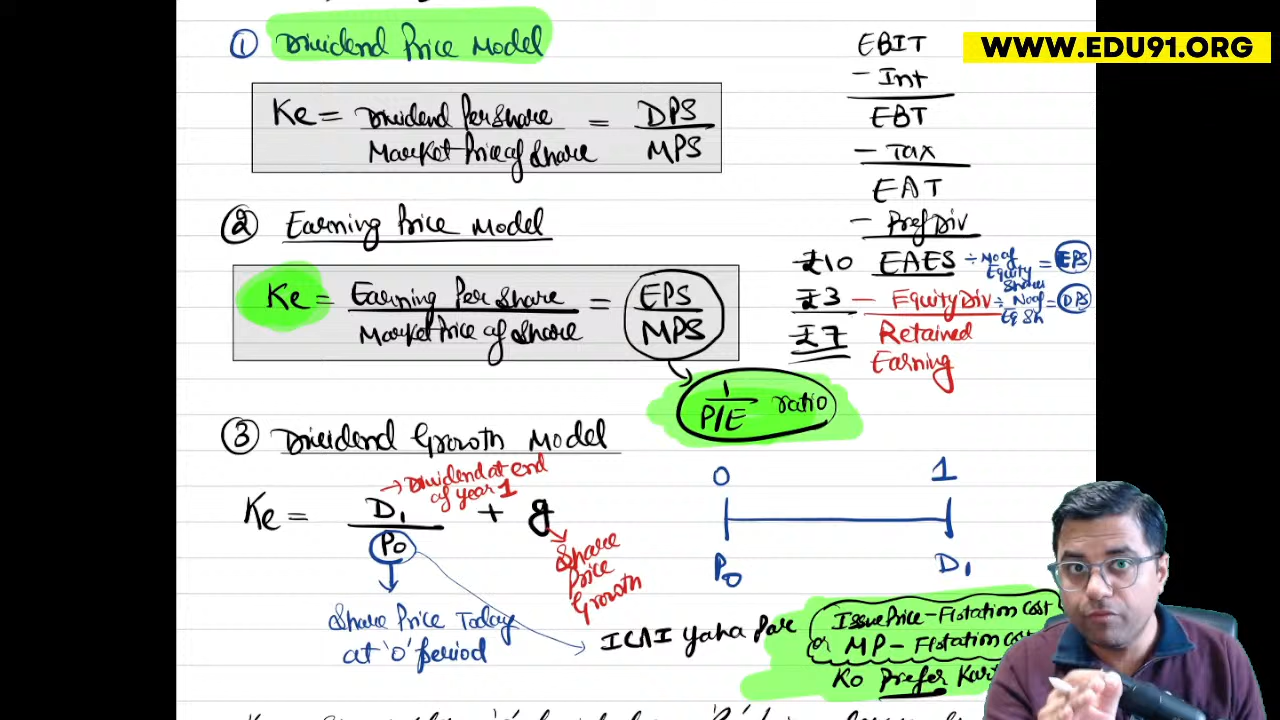 WWW.EDU91.ORG
① Dividend Price Model
Ke = Dividend Per Share / Market Price of Share = DPS / MPS
EBIT
- Int
EBT
- Tax
EAT
- Pref Div
₹10 EAES ÷ No of Equity Shares = EPS
₹3 - Equity Div ÷ No of Eq Sh = DPS
₹7 Retained
Earning
② Earning Price Model
Ke = Earning Per Share / Market Price of Share = EPS / MPS
1 / P/E ratio
③ Dividend Growth Model
→ Dividend at end
of year 1
Ke = D₁ / P₀ + g
Share
Price
Growth
0 1
P₀ D₁
Share Price Today
at '0' period
ICAI yaha Par
Issue Price - Flotation Cost
or MP - Flotation Cost
Ko Prefer